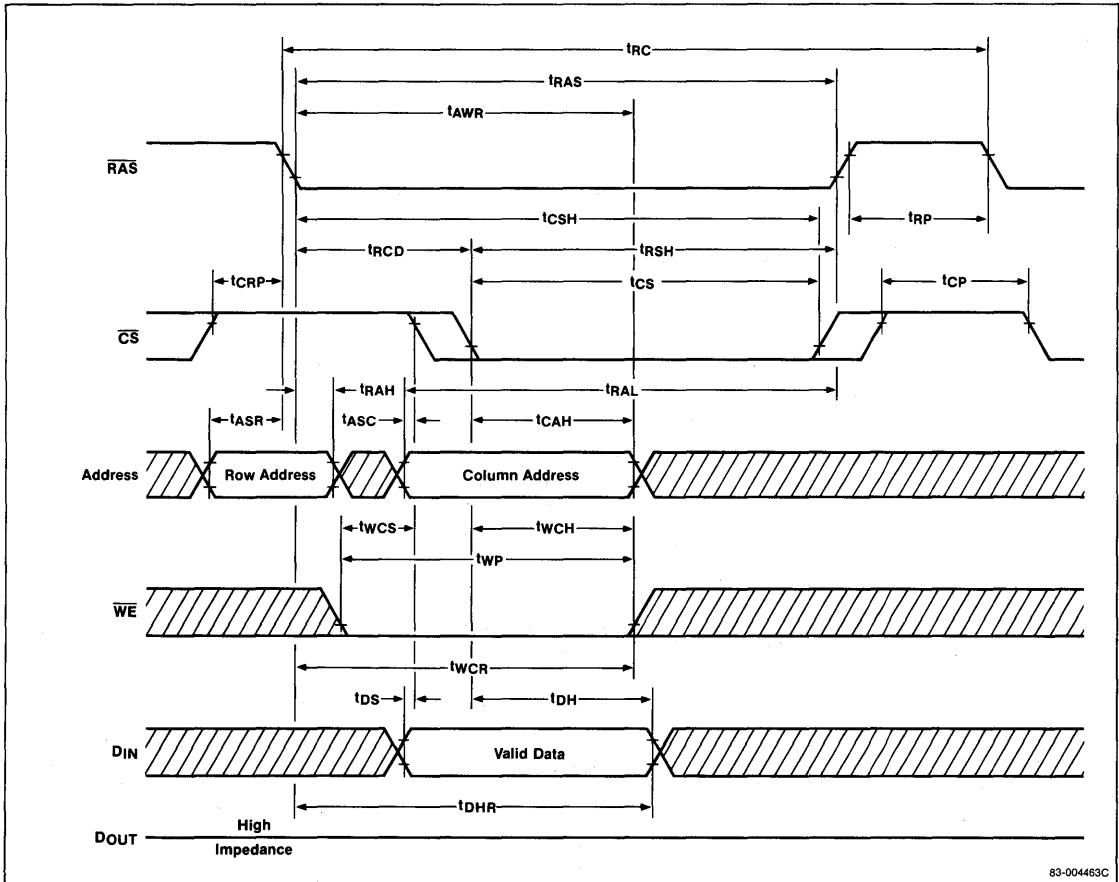 tRC
tRAS
tAWR
RAS
tCSH
tRP
tRCD
tRSH
tCRP
tCS
tCP
CS
tRAH
tRAL
tASR
tASC
tCAH
Address
Row Address
Column Address
tWCS
tWCH
tWP
WE
tWCR
tDS
tDH
DIN
Valid Data
tDHR
DOUT
High
Impedance
83-004463C